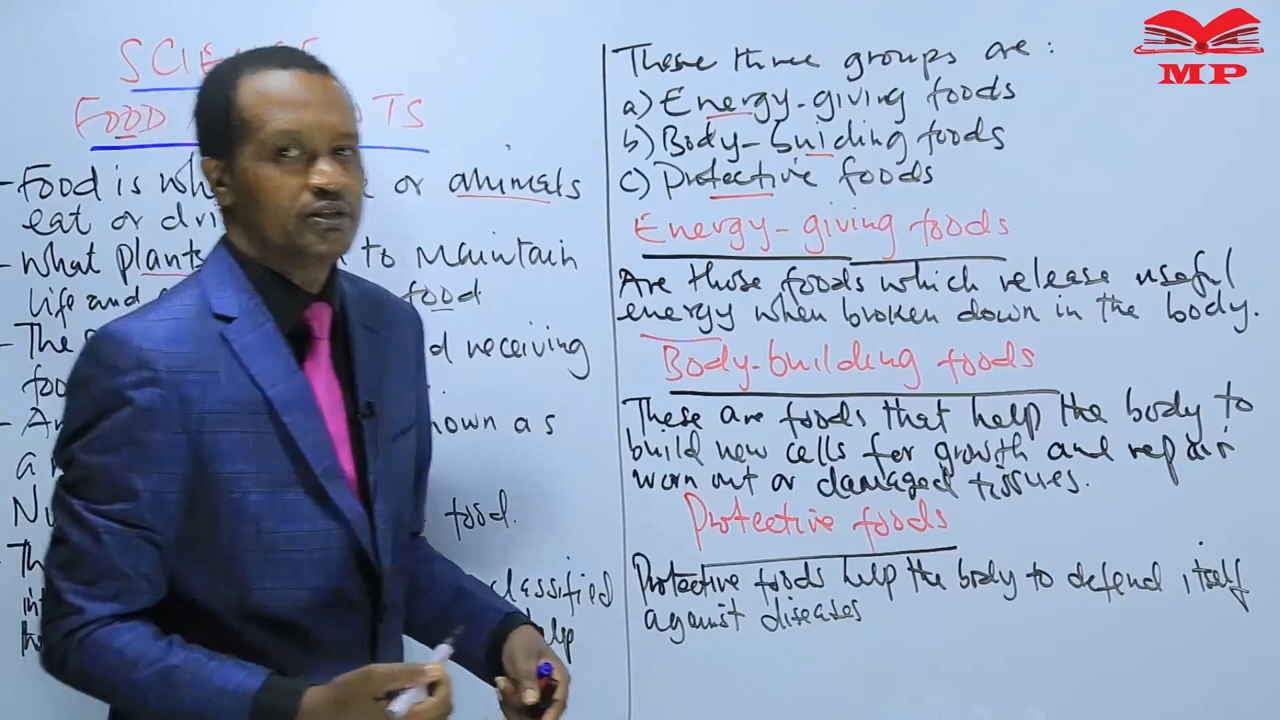 SCIE
FOOD TS
- Food is wh or animals
eat or dri
- What plants to maintain
life and food
- The d receiving
foo
- An nown as
a
Nu food.
- Th classified
int
elp
These three groups are:
a) Energy-giving foods
b) Body-building foods
c) Protective foods
Energy-giving foods
Are those foods which release useful
energy when broken down in the body.
Body-building foods
These are foods that help the body to
build new cells for growth and repair
worn out or damaged tissues.
Protective foods
Protective foods help the body to defend itself
against diseases
MP